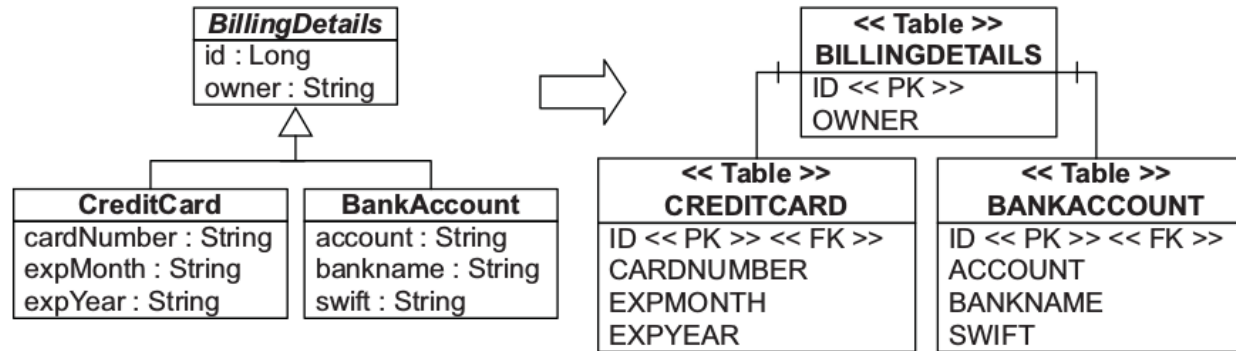 BillingDetails
id : Long
owner : String
CreditCard
cardNumber : String
expMonth : String
expYear : String
BankAccount
account : String
bankname : String
swift : String
<< Table >>
BILLINGDETAILS
ID << PK >>
OWNER
<< Table >>
CREDITCARD
ID << PK >> << FK >>
CARDNUMBER
EXPMONTH
EXPYEAR
<< Table >>
BANKACCOUNT
ID << PK >> << FK >>
ACCOUNT
BANKNAME
SWIFT